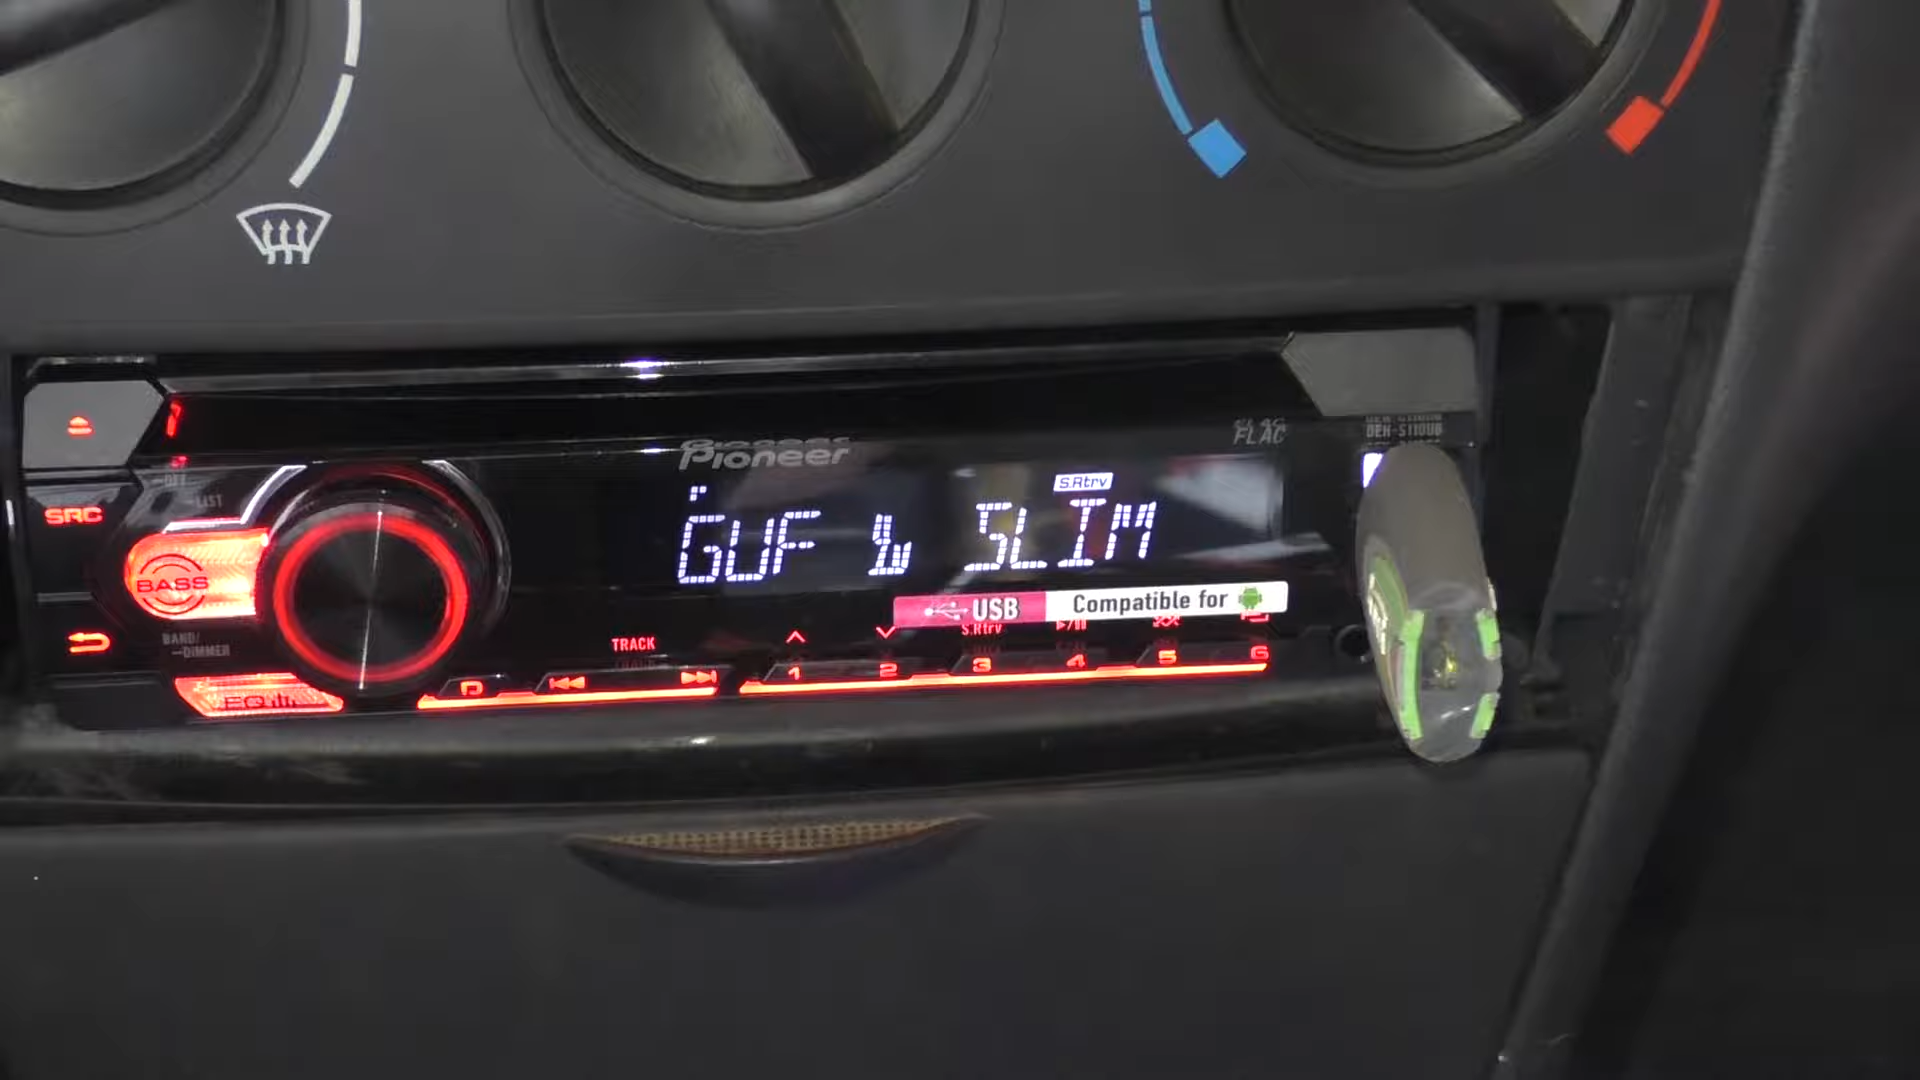 Pioneer
FLAC
DEH-S110UB
S.Rtrv
GUF & SLIM
SRC
LIST
BASS
USB
Compatible for
BAND/
DIMMER
TRACK
S.Rtrv
D
1 2 3 4 5 6